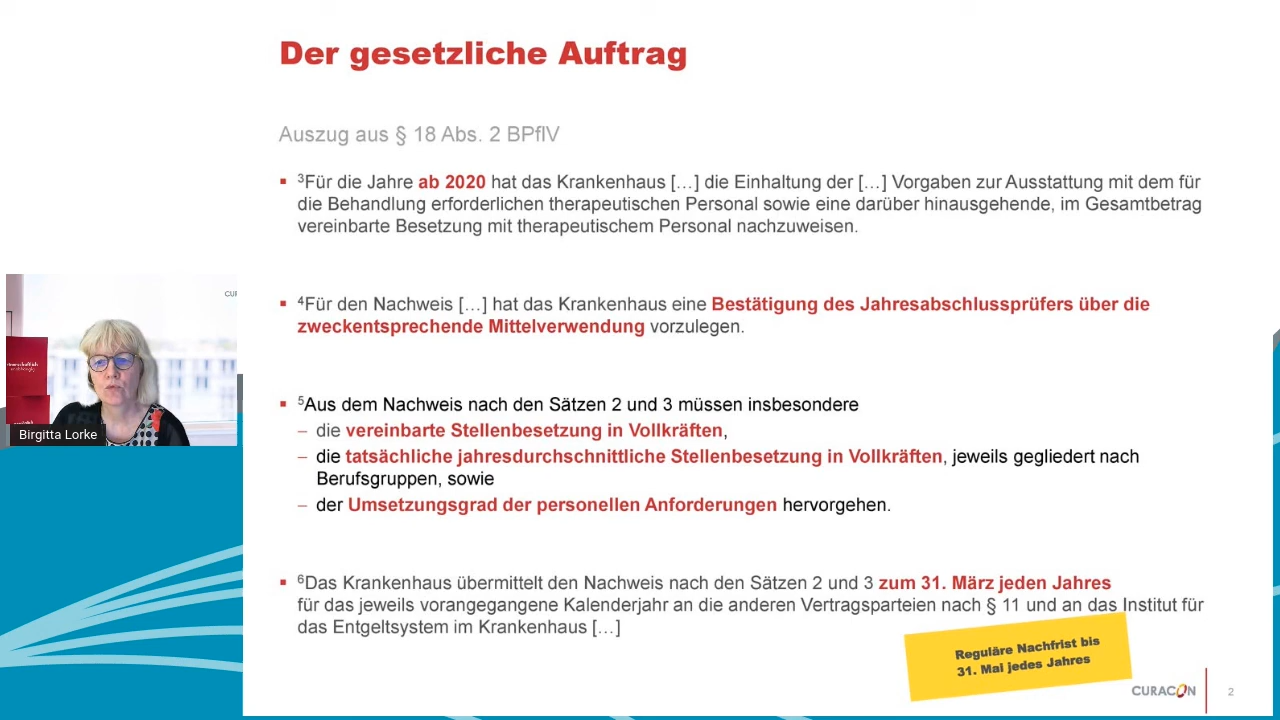 Der gesetzliche Auftrag
Auszug aus § 18 Abs. 2 BPflV
▪ ³Für die Jahre ab 2020 hat das Krankenhaus […] die Einhaltung der […] Vorgaben zur Ausstattung mit dem für
die Behandlung erforderlichen therapeutischen Personal sowie eine darüber hinausgehende, im Gesamtbetrag
vereinbarte Besetzung mit therapeutischem Personal nachzuweisen.
▪ ⁴Für den Nachweis […] hat das Krankenhaus eine Bestätigung des Jahresabschlussprüfers über die
zweckentsprechende Mittelverwendung vorzulegen.
▪ ⁵Aus dem Nachweis nach den Sätzen 2 und 3 müssen insbesondere
– die vereinbarte Stellenbesetzung in Vollkräften,
– die tatsächliche jahresdurchschnittliche Stellenbesetzung in Vollkräften, jeweils gegliedert nach
Berufsgruppen, sowie
– der Umsetzungsgrad der personellen Anforderungen hervorgehen.
▪ ⁶Das Krankenhaus übermittelt den Nachweis nach den Sätzen 2 und 3 zum 31. März jeden Jahres
für das jeweils vorangegangene Kalenderjahr an die anderen Vertragsparteien nach § 11 und an das Institut für
das Entgeltsystem im Krankenhaus […]
Reguläre Nachfrist bis
31. Mai jedes Jahres
CURACON
2
CUR
Birgitta Lorke